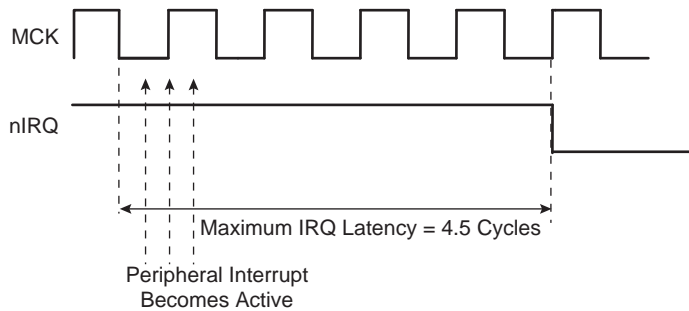 MCK
nIRQ
Maximum IRQ Latency = 4.5 Cycles
Peripheral Interrupt
Becomes Active